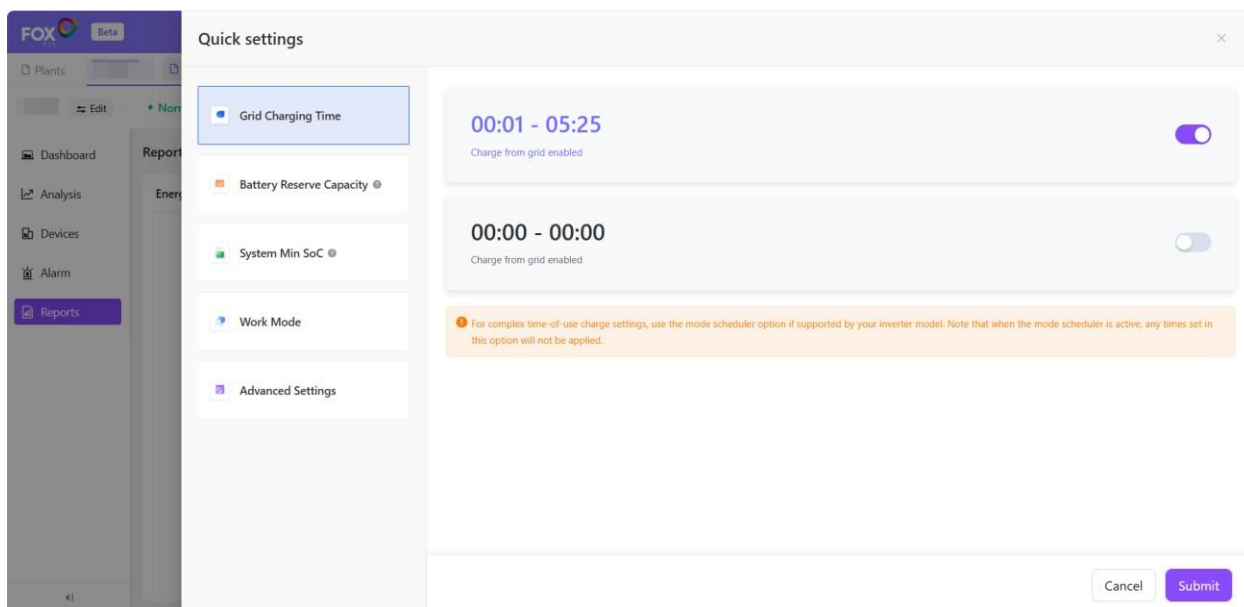 FOX
Beta
Quick settings
Plants
Edit
Dashboard
Analysis
Devices
Alarm
Reports
Grid Charging Time
Battery Reserve Capacity
System Min SoC
Work Mode
Advanced Settings
00:01 - 05:25
Charge from grid enabled
00:00 - 00:00
Charge from grid enabled
For complex time-of-use charge settings, use the mode scheduler option if supported by your inverter model. Note that when the mode scheduler is active, any times set in
this option will not be applied.
Cancel
Submit